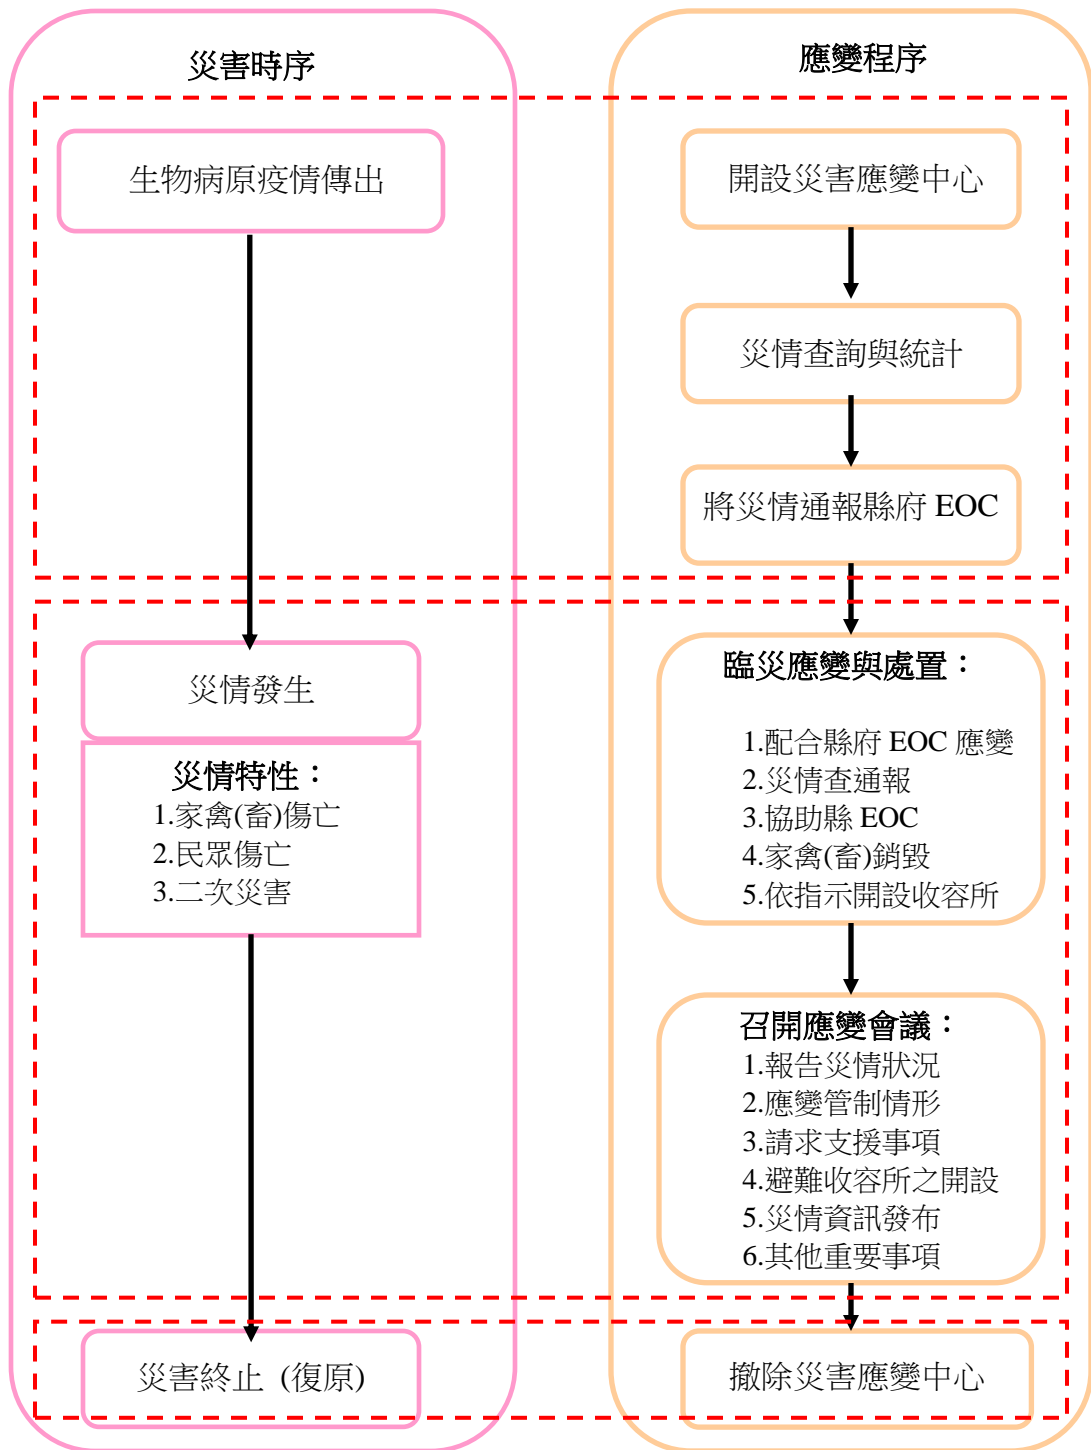 災害時序
生物病原疫情傳出
災情發生
災情特性：
1.家禽(畜)傷亡
2.民眾傷亡
3.二次災害
災害終止 (復原)
應變程序
開設災害應變中心
災情查詢與統計
將災情通報縣府 EOC
臨災應變與處置：
1.配合縣府 EOC 應變
2.災情查通報
3.協助縣 EOC
4.家禽(畜)銷毀
5.依指示開設收容所
召開應變會議：
1.報告災情狀況
2.應變管制情形
3.請求支援事項
4.避難收容所之開設
5.災情資訊發布
6.其他重要事項
撤除災害應變中心